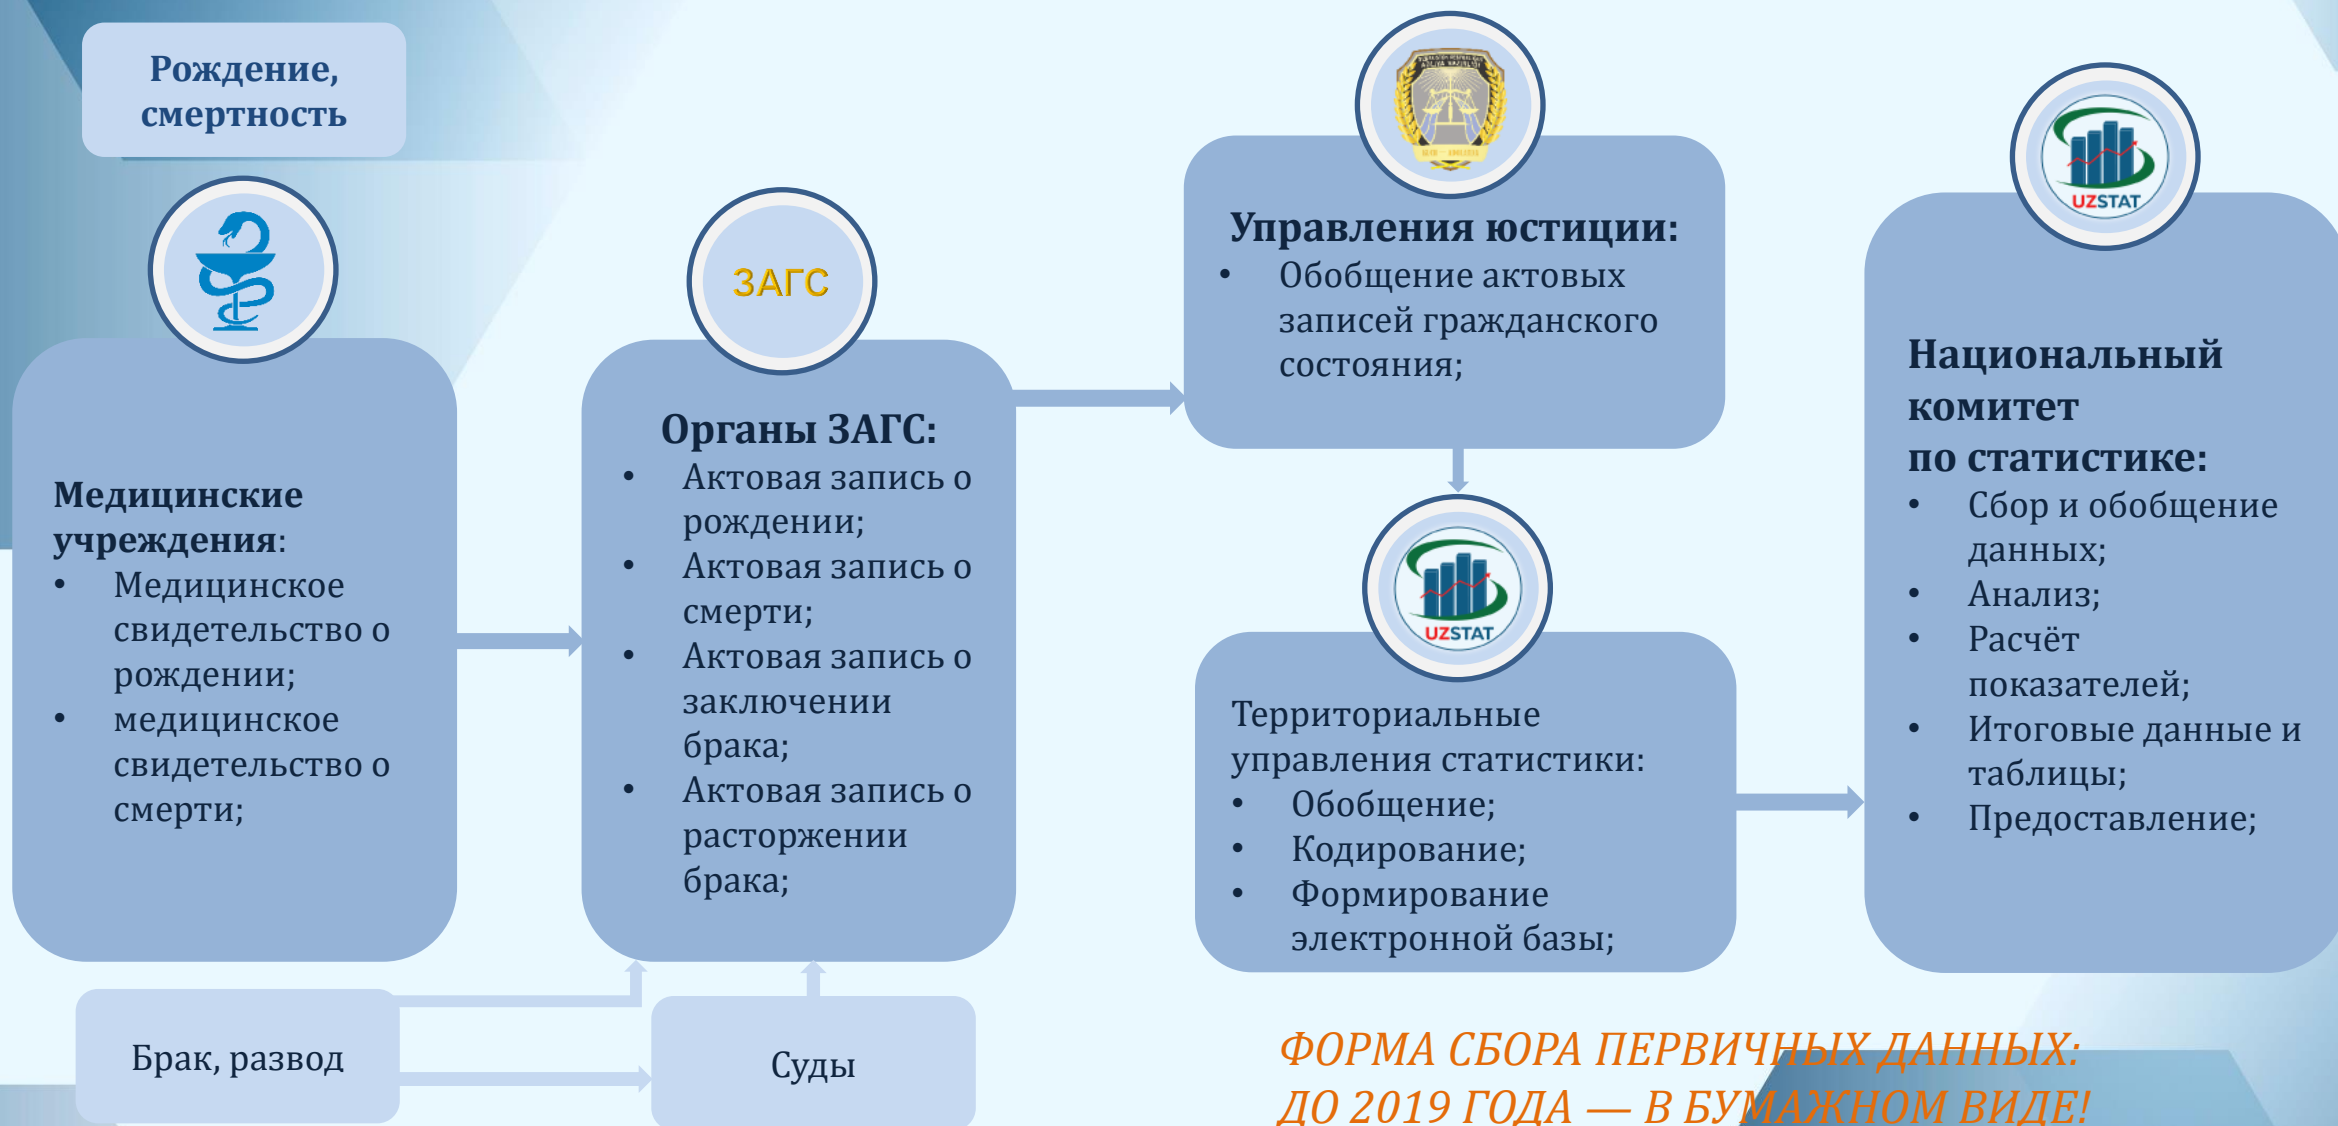 Рождение,
смертность
Медицинские
учреждения:
• Медицинское
свидетельство о
рождении;
• медицинское
свидетельство о
смерти;
Брак, развод
ЗАГС
Органы ЗАГС:
• Актовая запись о
рождении;
• Актовая запись о
смерти;
• Актовая запись о
заключении
брака;
• Актовая запись о
расторжении
брака;
Суды
Управления юстиции:
• Обобщение актовых
записей гражданского
состояния;
UZSTAT
Территориальные
управления статистики:
• Обобщение;
• Кодирование;
• Формирование
электронной базы;
UZSTAT
Национальный
комитет
по статистике:
• Сбор и обобщение
данных;
• Анализ;
• Расчёт
показателей;
• Итоговые данные и
таблицы;
• Предоставление;
ФОРМА СБОРА ПЕРВИЧНЫХ ДАННЫХ:
ДО 2019 ГОДА — В БУМАЖНОМ ВИДЕ!